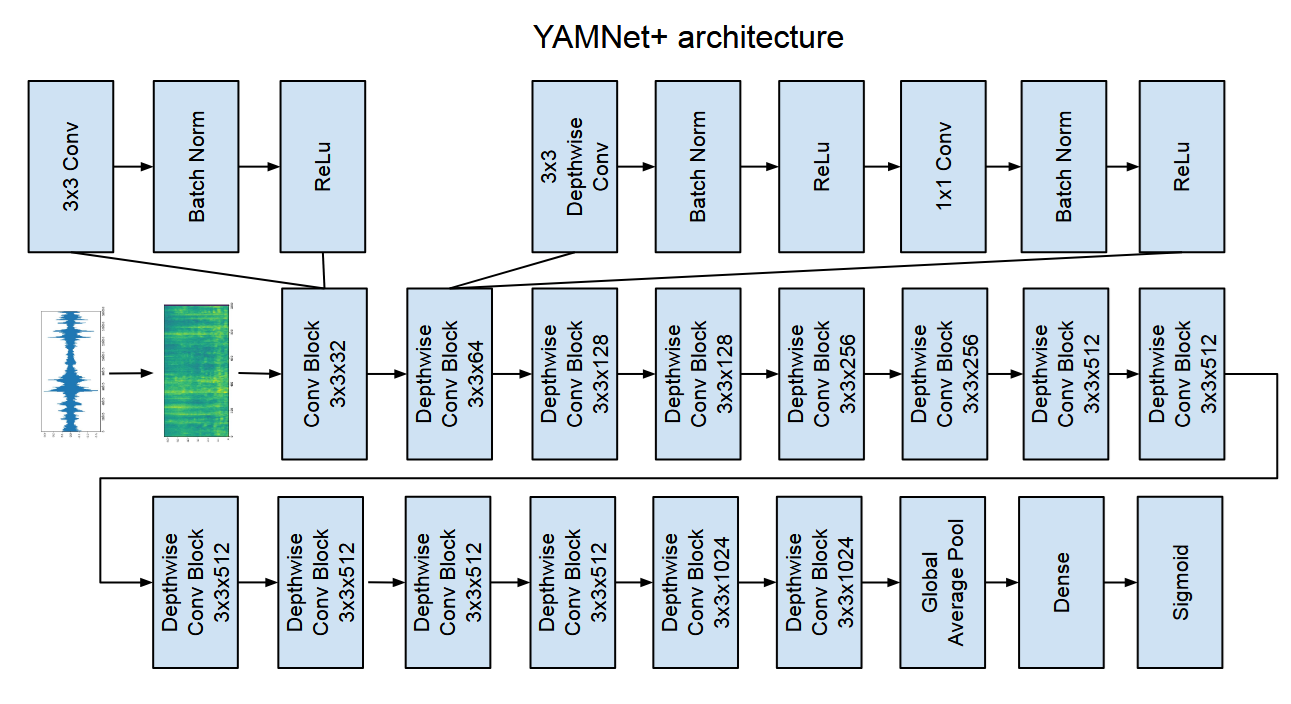 YAMNet+ architecture
3x3 Conv
Batch Norm
ReLu
3x3
Depthwise
Conv
Batch Norm
ReLu
1x1 Conv
Batch Norm
ReLu
Conv Block
3x3x32
Depthwise
Conv Block
3x3x64
Depthwise
Conv Block
3x3x128
Depthwise
Conv Block
3x3x128
Depthwise
Conv Block
3x3x256
Depthwise
Conv Block
3x3x256
Depthwise
Conv Block
3x3x512
Depthwise
Conv Block
3x3x512
Depthwise
Conv Block
3x3x512
Depthwise
Conv Block
3x3x512
Depthwise
Conv Block
3x3x512
Depthwise
Conv Block
3x3x512
Depthwise
Conv Block
3x3x1024
Depthwise
Conv Block
3x3x1024
Global
Average Pool
Dense
Sigmoid